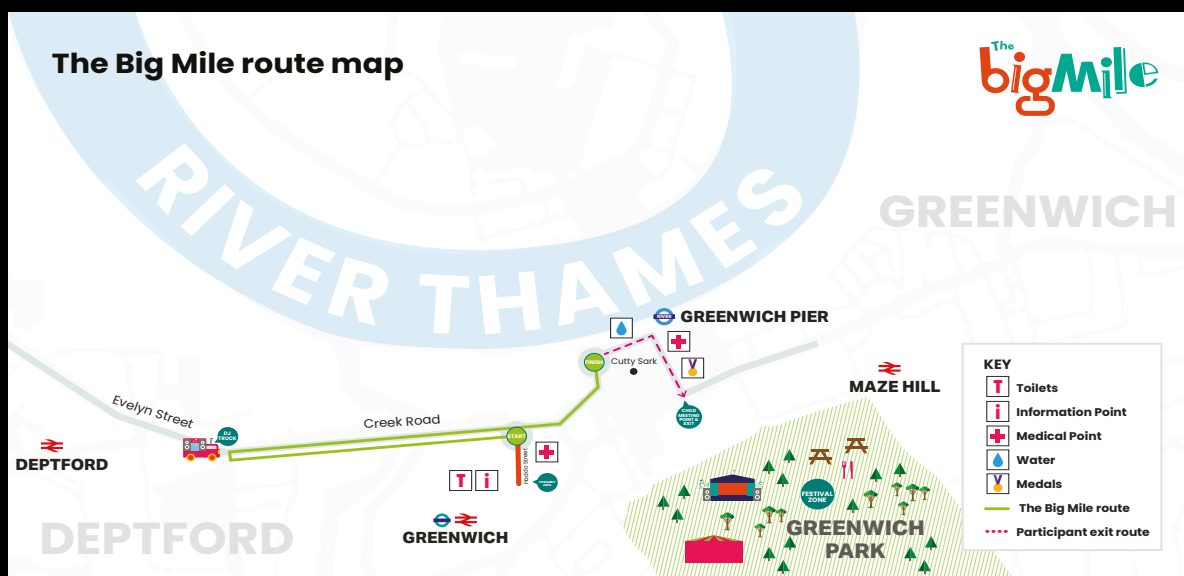 The Big Mile route map
The
bigMile
RIVER THAMES
GREENWICH
RIVER
GREENWICH PIER
FINISH
Cutty Sark
MAZE HILL
CHILD
MEETING
POINT &
EXIT
Evelyn Street
Creek Road
DJ
TRUCK
START
Haddo Street
DEPTFORD
T
i
GREENWICH
DEPTFORD
FESTIVAL
ZONE
GREENWICH
PARK
KEY
T Toilets
i Information Point
Medical Point
Water
Medals
The Big Mile route
Participant exit route